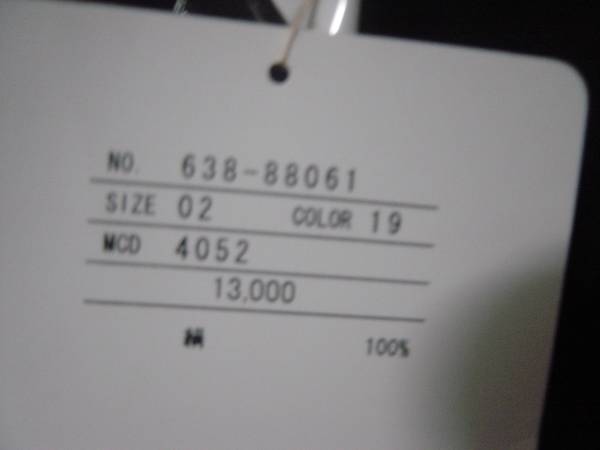 NO. 638-88061
SIZE 02 COLOR 19
MCD 4052
13,000
100%